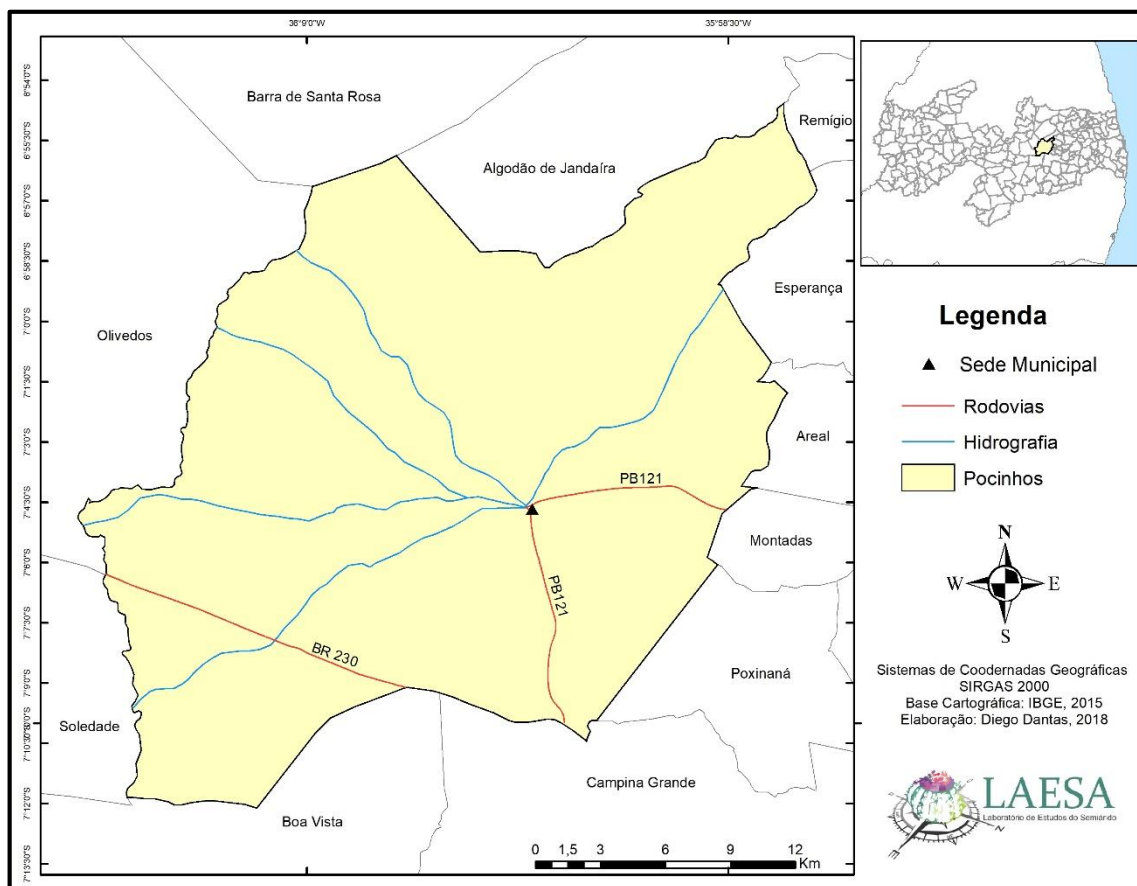 36°9'0"W
35°58'30"W
6°54'0"S
6°55'30"S
6°57'0"S
6°58'30"S
7°0'0"S
7°1'30"S
7°3'0"S
7°4'30"S
7°6'0"S
7°7'30"S
7°9'0"S
7°12'0"S
7°13'30"S
Barra de Santa Rosa
Remígio
Algodão de Jandaíra
Esperança
Olivedos
Areal
PB121
Montadas
PB121
BR 230
Poxinaná
Soledade
Campina Grande
Boa Vista
0 1,5 3 6 9 12
Km
Legenda
Sede Municipal
Rodovias
Hidrografia
Pocinhos
N
W E
S
Sistemas de Coodernadas Geográficas
SIRGAS 2000
Base Cartográfica: IBGE, 2015
Elaboração: Diego Dantas, 2018
LAESA
Laboratório de Estudos do Semiárido